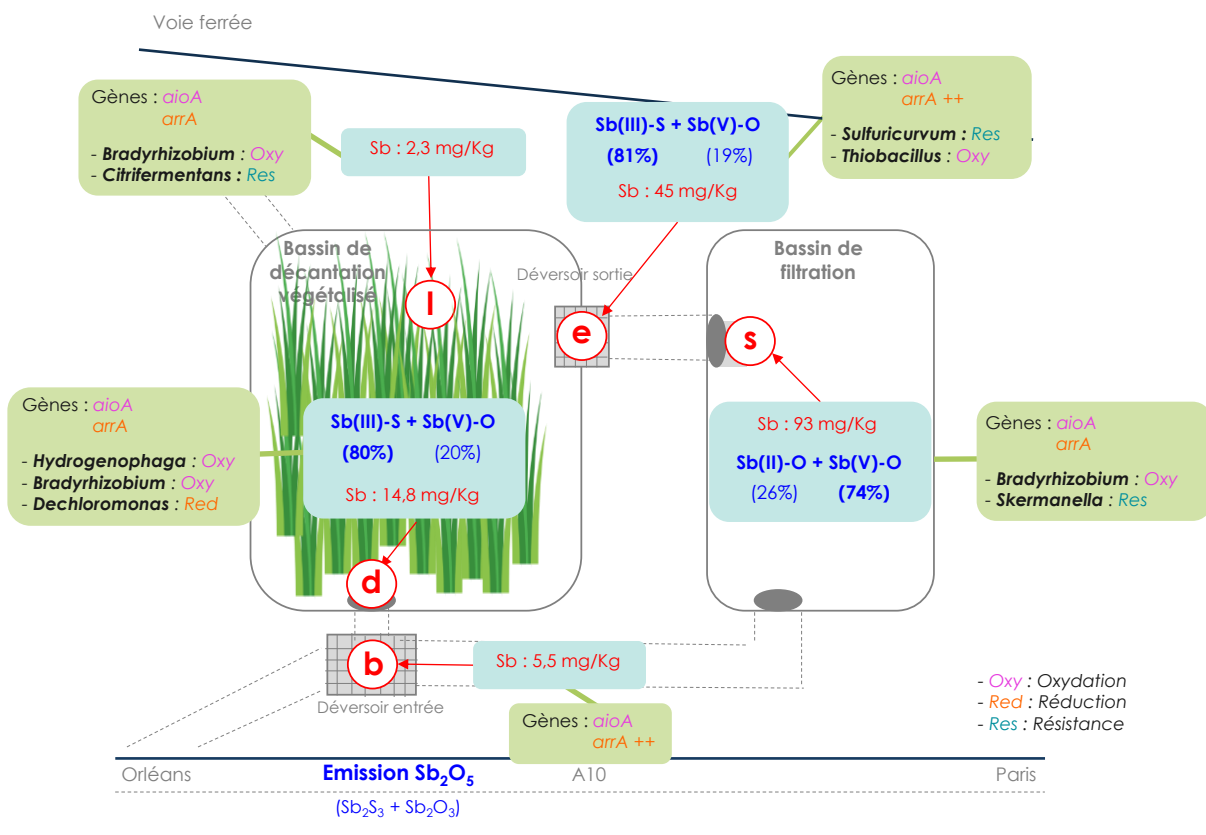 Voie ferrée
Gènes : aioA
arrA
- Bradyrhizobium : Oxy
- Citrifermentans : Res
Sb : 2,3 mg/Kg
Sb(III)-S + Sb(V)-O
(81%) (19%)
Sb : 45 mg/Kg
Gènes : aioA
arrA ++
- Sulfuricurvum : Res
- Thiobacillus : Oxy
Bassin de
décantation
végétalisé
Déversoir sortie
Bassin de
filtration
l
e
s
Gènes : aioA
arrA
- Hydrogenophaga : Oxy
- Bradyrhizobium : Oxy
- Dechloromonas : Red
Sb(III)-S + Sb(V)-O
(80%) (20%)
Sb : 14,8 mg/Kg
Sb : 93 mg/Kg
Sb(II)-O + Sb(V)-O
(26%) (74%)
Gènes : aioA
arrA
- Bradyrhizobium : Oxy
- Skermanella : Res
d
b
Sb : 5,5 mg/Kg
Déversoir entrée
Gènes : aioA
arrA ++
- Oxy : Oxydation
- Red : Réduction
- Res : Résistance
Orléans
Emission Sb₂O₅
A10
Paris
(Sb₂S₃ + Sb₂O₃)